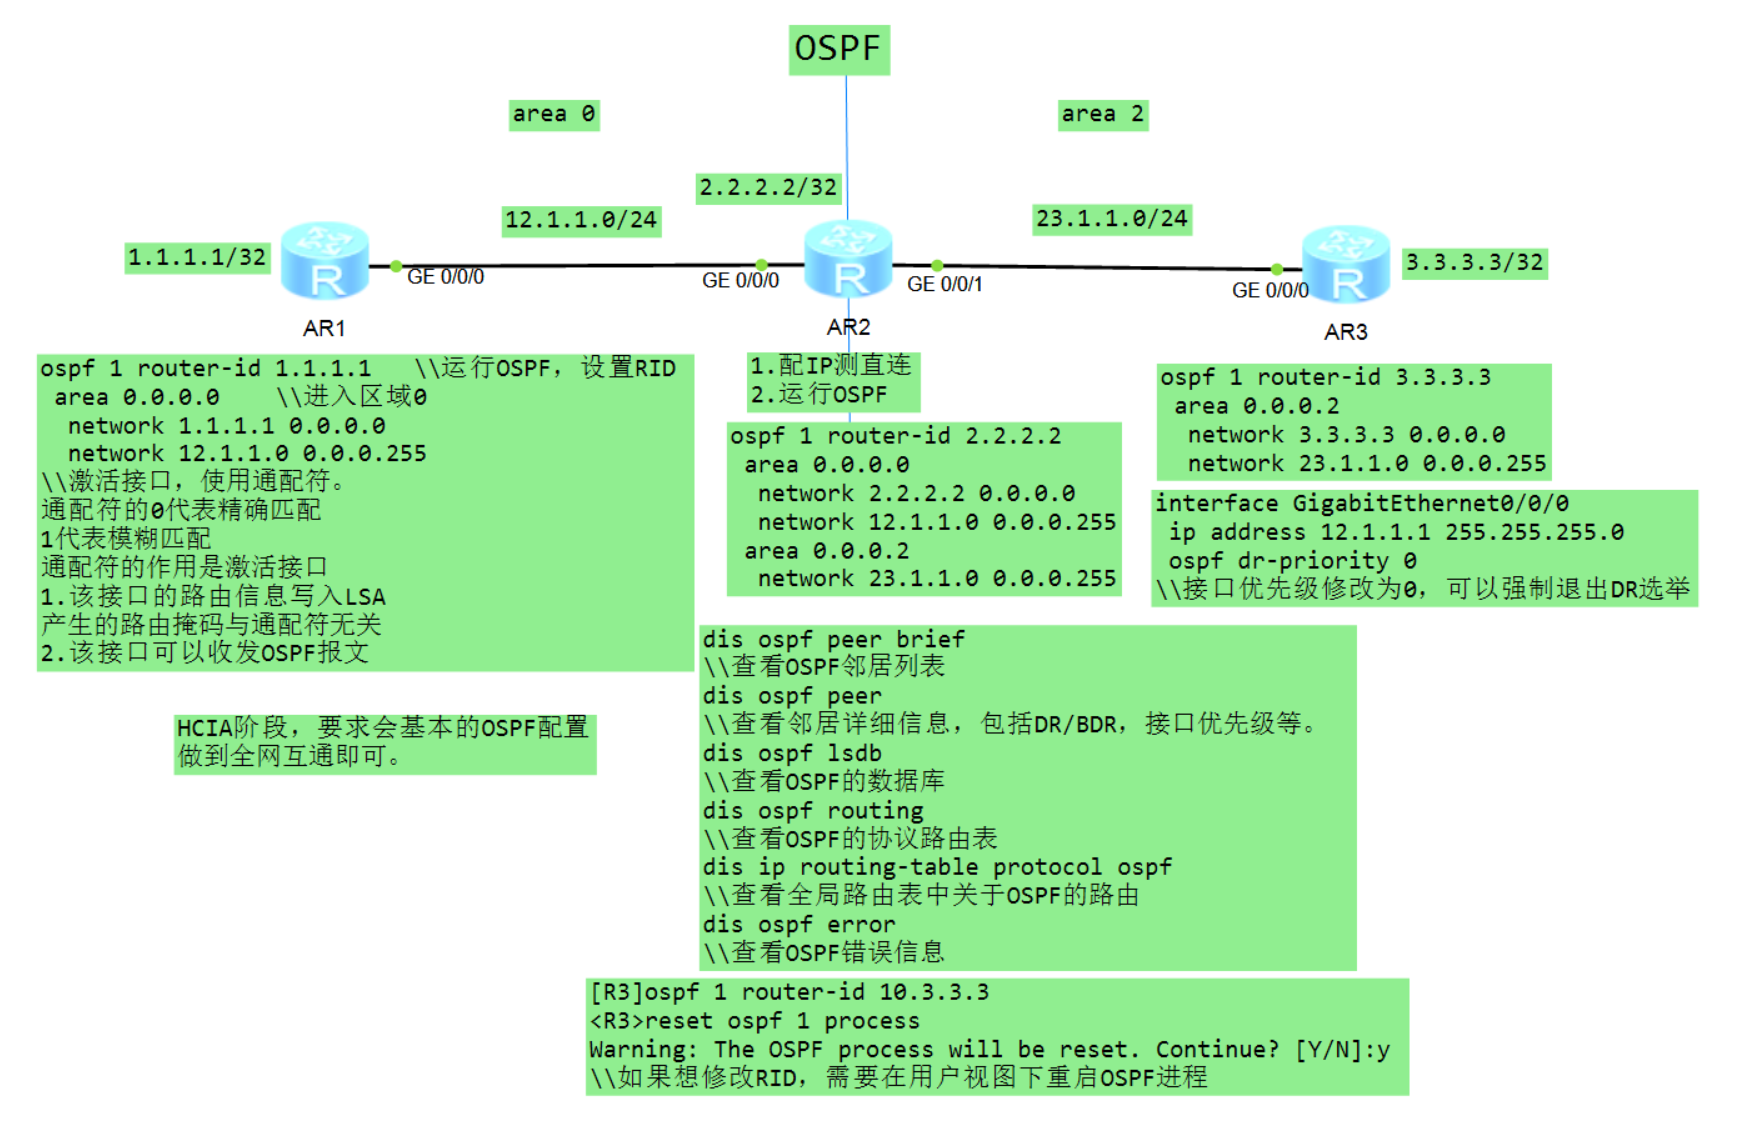 OSPF
area 0
area 2
2.2.2.2/32
12.1.1.0/24
23.1.1.0/24
1.1.1.1/32
3.3.3.3/32
R
GE 0/0/0
GE 0/0/0
R
GE 0/0/1
GE 0/0/0
R
AR1
AR2
AR3
ospf 1 router-id 1.1.1.1 \\运行OSPF，设置RID
area 0.0.0.0 \\进入区域0
network 1.1.1.1 0.0.0.0
network 12.1.1.0 0.0.0.255
\\激活接口，使用通配符。
通配符的0代表精确匹配
1代表模糊匹配
通配符的作用是激活接口
1.该接口的路由信息写入LSA
产生的路由掩码与通配符无关
2.该接口可以收发OSPF报文
1.配IP测直连
2.运行OSPF
ospf 1 router-id 2.2.2.2
area 0.0.0.0
network 2.2.2.2 0.0.0.0
network 12.1.1.0 0.0.0.255
area 0.0.0.2
network 23.1.1.0 0.0.0.255
ospf 1 router-id 3.3.3.3
area 0.0.0.2
network 3.3.3.3 0.0.0.0
network 23.1.1.0 0.0.0.255
interface GigabitEthernet0/0/0
ip address 12.1.1.1 255.255.255.0
ospf dr-priority 0
\\接口优先级修改为0，可以强制退出DR选举
HCIA阶段，要求会基本的OSPF配置
做到全网互通即可。
dis ospf peer brief
\\查看OSPF邻居列表
dis ospf peer
\\查看邻居详细信息，包括DR/BDR，接口优先级等。
dis ospf lsdb
\\查看OSPF的数据库
dis ospf routing
\\查看OSPF的协议路由表
dis ip routing-table protocol ospf
\\查看全局路由表中关于OSPF的路由
dis ospf error
\\查看OSPF错误信息
[R3]ospf 1 router-id 10.3.3.3
<R3>reset ospf 1 process
Warning: The OSPF process will be reset. Continue? [Y/N]:y
\\如果想修改RID，需要在用户视图下重启OSPF进程